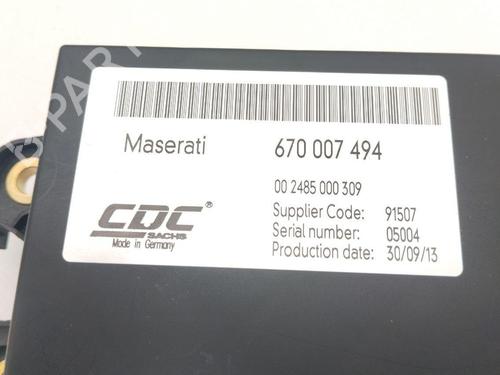 Maserati 670 007 494
00 2485 000 309
CDC®
SACHS
Made in Germany
Supplier Code: 91507
Serial number: 05004
Production date: 30/09/13